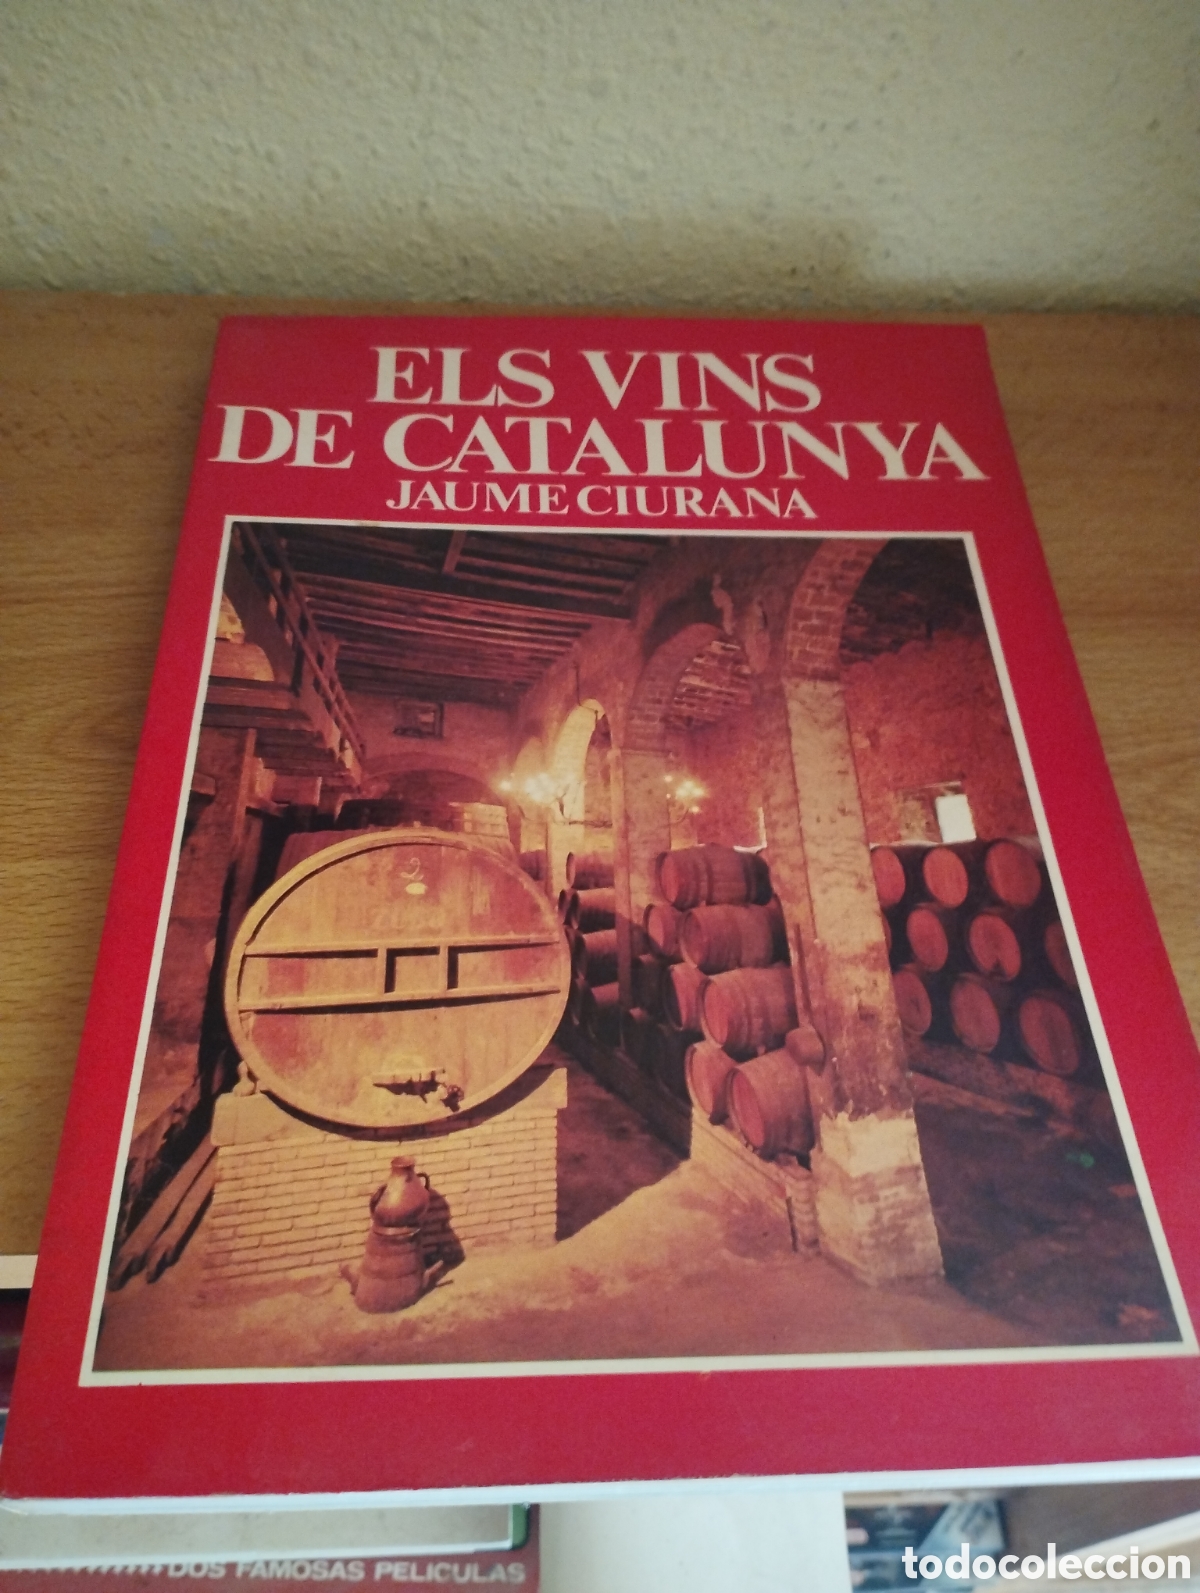 ELS VINS
DE CATALUNYA
JAUME CIURANA
DOS FAMOSAS PELICULAS
todocoleccion